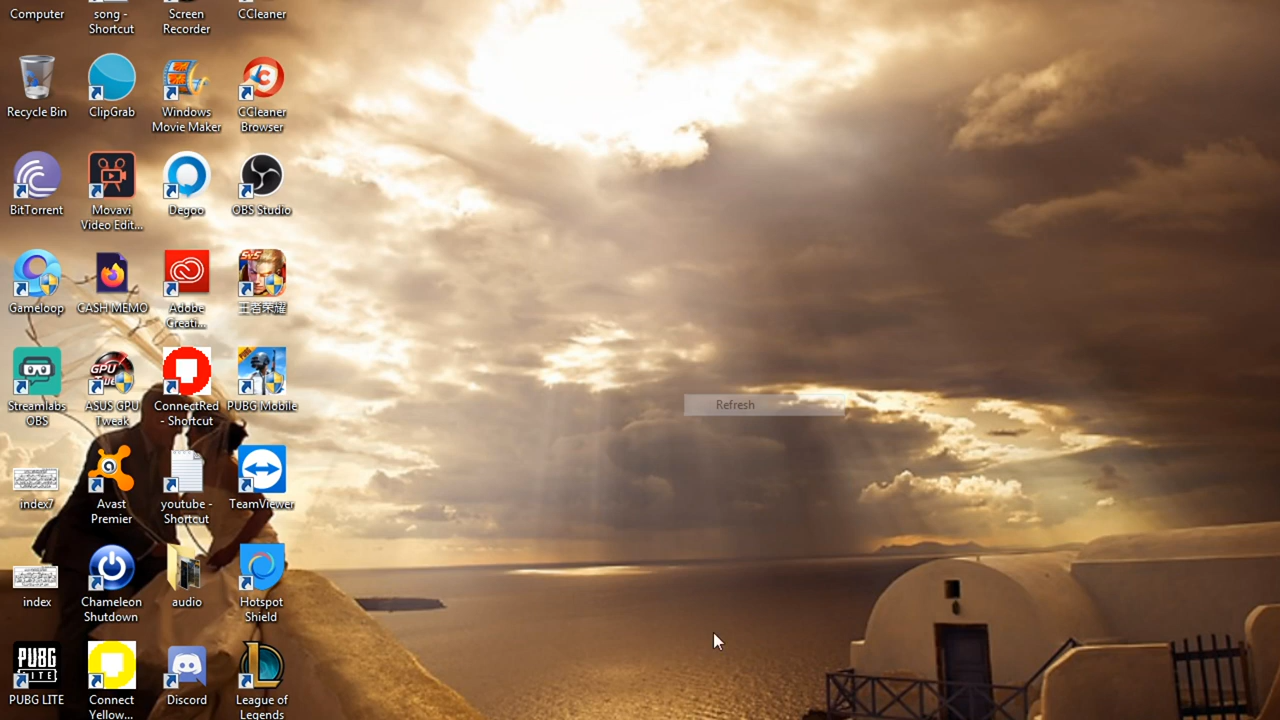 Computer
song -
Shortcut
Screen
Recorder
CCleaner
Recycle Bin
ClipGrab
Windows
Movie Maker
CCleaner
Browser
BitTorrent
Movavi
Video Edit...
Degoo
OBS Studio
Gameloop
CASH MEMO
Adobe
Creati...
王者荣耀
Streamlabs
OBS
ASUS GPU
Tweak
ConnectRed
- Shortcut
PUBG Mobile
Refresh
index7
Avast
Premier
youtube -
Shortcut
TeamViewer
index
Chameleon
Shutdown
audio
Hotspot
Shield
PUBG
LITE
PUBG LITE
Connect
Yellow...
Discord
League of
Legends